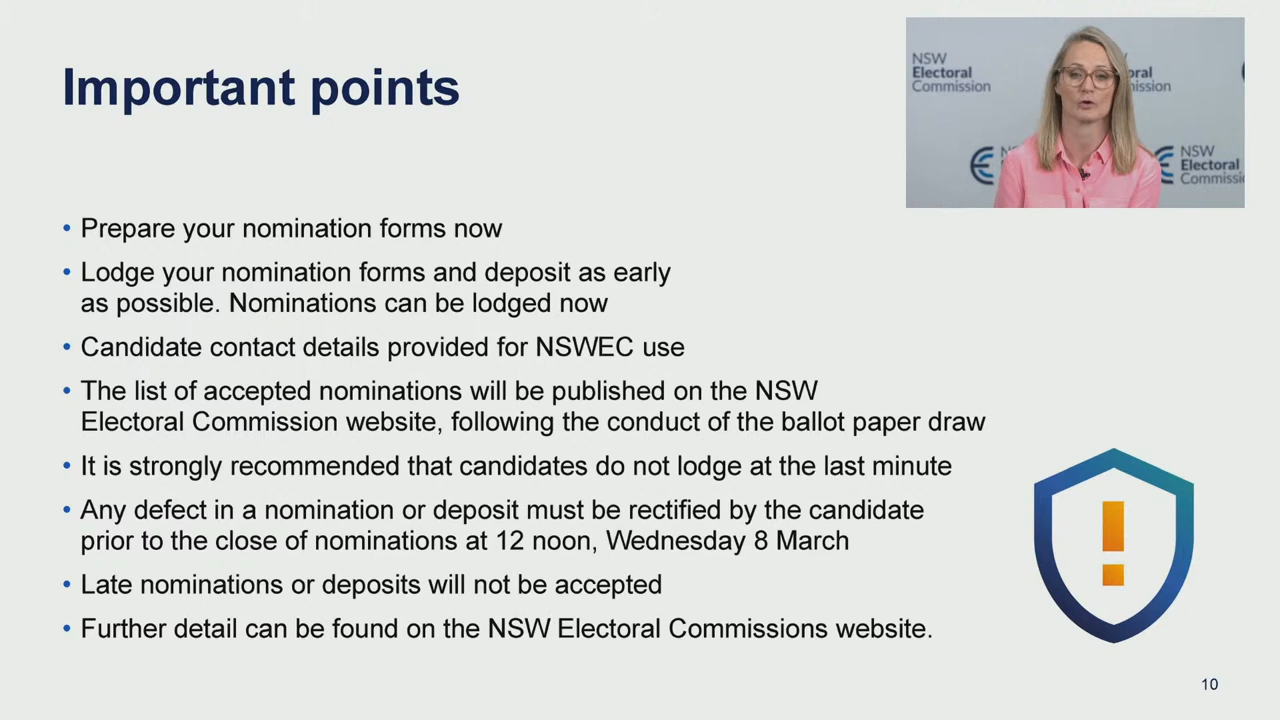 Important points
NSW
Electoral
Commission
oral
mission
NSW
Electoral
Commissio
• Prepare your nomination forms now
• Lodge your nomination forms and deposit as early
as possible. Nominations can be lodged now
• Candidate contact details provided for NSWEC use
• The list of accepted nominations will be published on the NSW
Electoral Commission website, following the conduct of the ballot paper draw
• It is strongly recommended that candidates do not lodge at the last minute
• Any defect in a nomination or deposit must be rectified by the candidate
prior to the close of nominations at 12 noon, Wednesday 8 March
• Late nominations or deposits will not be accepted
• Further detail can be found on the NSW Electoral Commissions website.
10